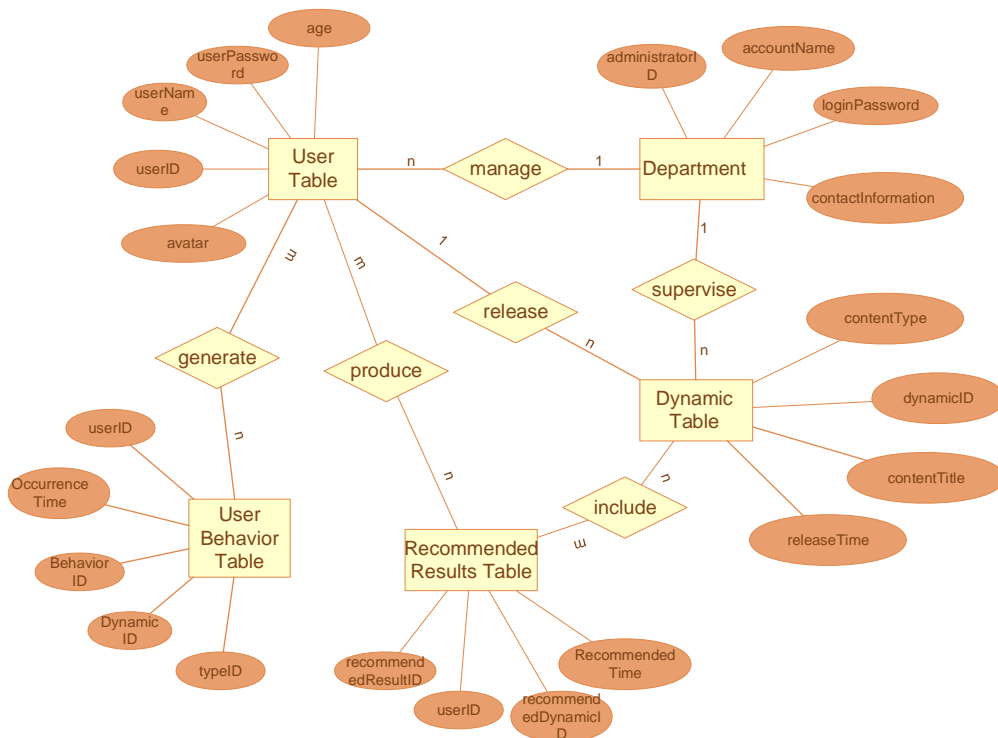 age
accountName
userPasswo
rd
administratorI
D
userNam
e
loginPassword
User
Table
n
manage
1
Department
userID
contactInformation
avatar
m
m
1
1
supervise
release
contentType
generate
produce
n
n
Dynamic
Table
dynamicID
userID
n
Occurrence
Time
n
n
contentTitle
include
User
Behavior
Table
m
releaseTime
Recommended
Results Table
Behavior
ID
Dynamic
ID
typeID
recommend
edResultID
userID
recommend
edDynamicI
D
Recommended
Time